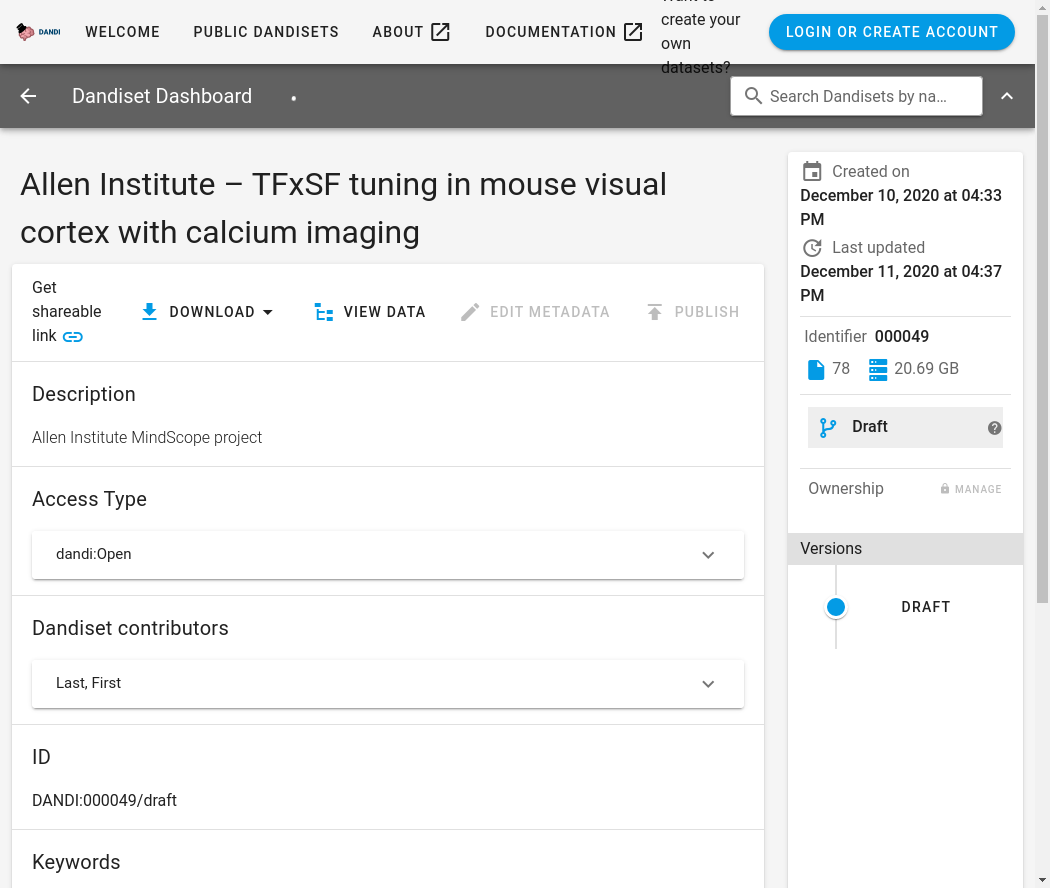 DANDI
WELCOME
PUBLIC DANDISETS
ABOUT
DOCUMENTATION
create your
own
datasets?
LOGIN OR CREATE ACCOUNT
Dandiset Dashboard
Search Dandisets by na...
Allen Institute – TFxSF tuning in mouse visual
cortex with calcium imaging
Get
shareable
link
DOWNLOAD
VIEW DATA
EDIT METADATA
PUBLISH
Description
Allen Institute MindScope project
Access Type
dandi:Open
Dandiset contributors
Last, First
ID
DANDI:000049/draft
Keywords
Created on
December 10, 2020 at 04:33
PM
Last updated
December 11, 2020 at 04:37
PM
Identifier 000049
78 20.69 GB
Draft
?
Ownership
MANAGE
Versions
DRAFT